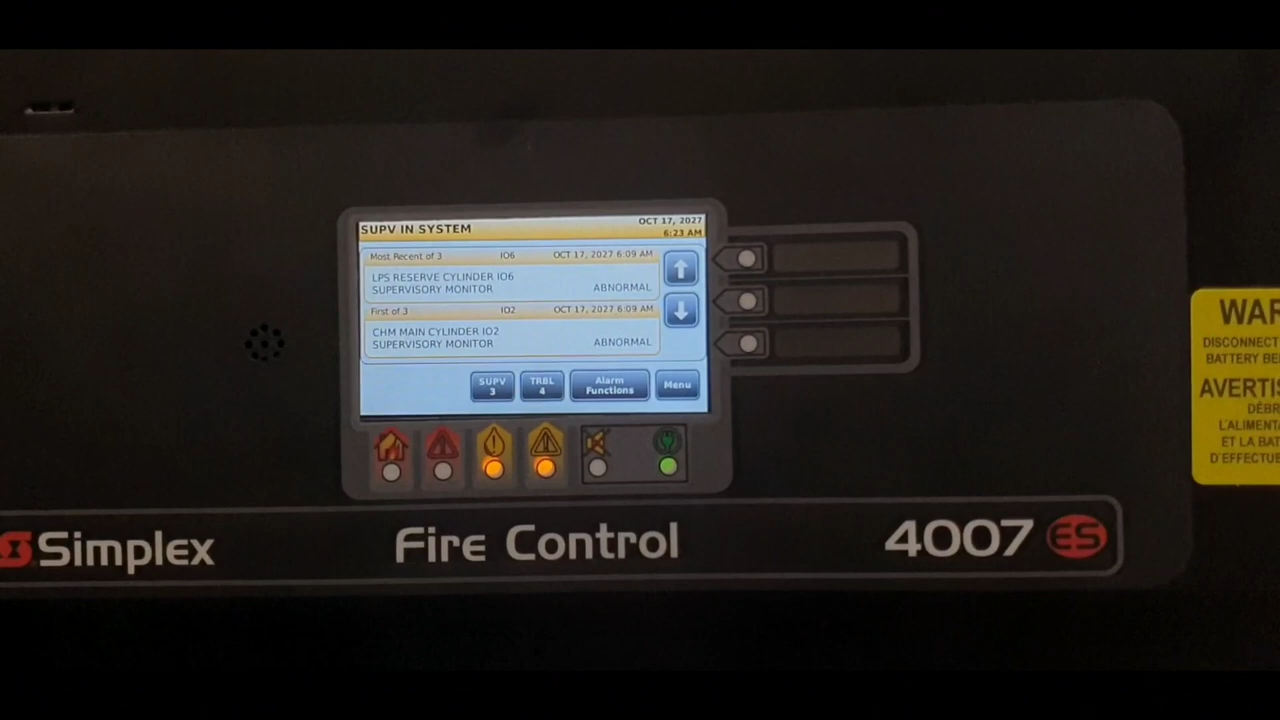 SUPV IN SYSTEM
OCT 17, 2027
6:23 AM
Most Recent of 3 IO6 OCT 17, 2027 6:09 AM
LPS RESERVE CYLINDER IO6
SUPERVISORY MONITOR ABNORMAL
First of 3 IO2 OCT 17, 2027 6:09 AM
CHM MAIN CYLINDER IO2
SUPERVISORY MONITOR ABNORMAL
SUPV
3
TRBL
4
Alarm
Functions
Menu
Simplex Fire Control 4007 ES
WAR
DISCONNECT
BATTERY BE
AVERTIS
DÉBR
L'ALIMENTA
ET LA BAT
D'EFFECTUE